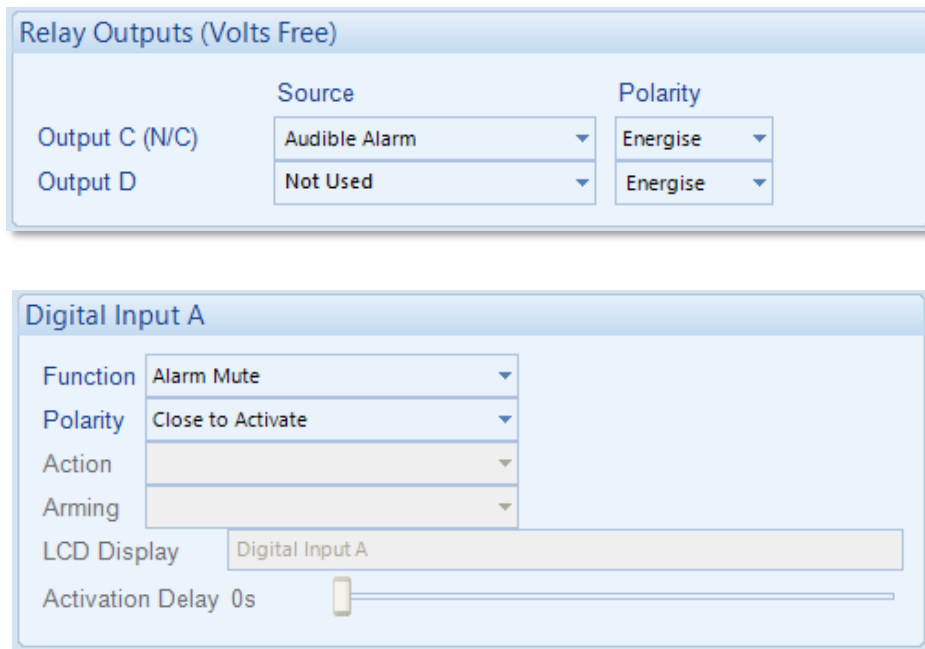 Relay Outputs (Volts Free)
Source Polarity
Output C (N/C) Audible Alarm Energise
Output D Not Used Energise
Digital Input A
Function Alarm Mute
Polarity Close to Activate
Action
Arming
LCD Display Digital Input A
Activation Delay 0s